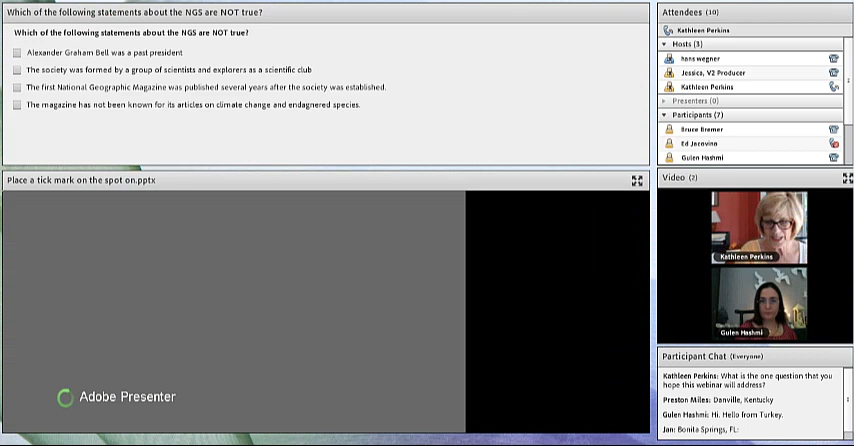 Which of the following statements about the NGS are NOT true?
Which of the following statements about the NGS are NOT true?
Alexander Graham Bell was a past president
The society was formed by a group of scientists and explorers as a scientific club
The first National Geographic Magazine was published several years after the society was established.
The magazine has not been known for its articles on climate change and endagnered species.
Place a tick mark on the spot on.pptx
Adobe Presenter
Attendees (10)
Kathleen Perkins
Hosts (3)
hans wegner
Jessica, V2 Producer
Kathleen Perkins
Presenters (0)
Participants (7)
Bruce Bremer
Ed Jacovino
Gulen Hashmi
Video (2)
Kathleen Perkins
Gulen Hashmi
Participant Chat (Everyone)
Kathleen Perkins: What is the one question that you
hope this webinar will address?
Preston Miles: Danville, Kentucky
Gulen Hashmi: Hi. Hello from Turkey.
Jan: Bonita Springs, FL: